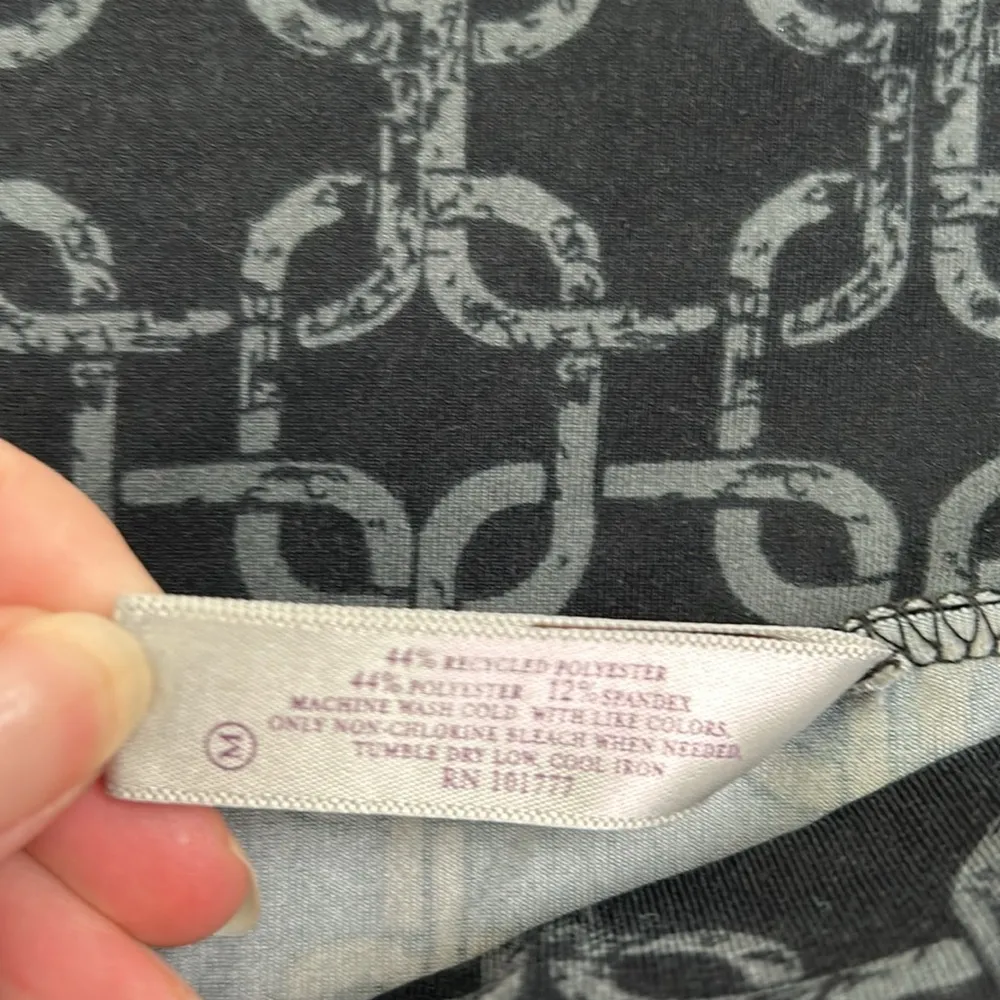 44% RECYCLED POLYESTER
44% POLYESTER 12% SPANDEX
MACHINE WASH COLD, WITH LIKE COLORS,
ONLY NON-CHLORINE BLEACH WHEN NEEDED,
TUMBLE DRY LOW, COOL IRON
RN 101777
M